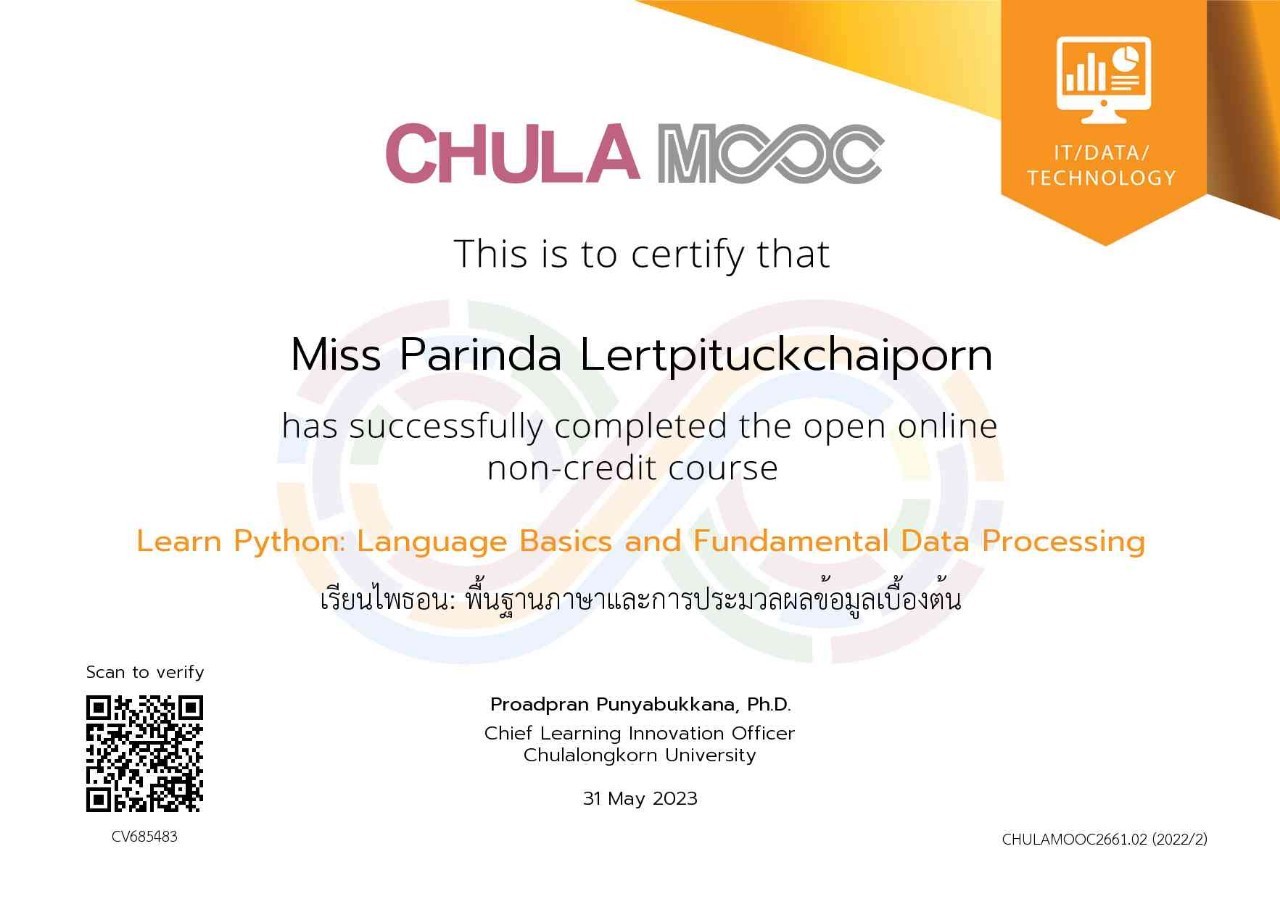 IT/DATA/
TECHNOLOGY
CHULA MOOC
This is to certify that
Miss Parinda Lertpituckchaiporn
has successfully completed the open online
non-credit course
Learn Python: Language Basics and Fundamental Data Processing
เรียนไพธอน: พื้นฐานภาษาและการประมวลผลข้อมูลเบื้องต้น
Scan to verify
CV685483
Proadpran Punyabukkana, Ph.D.
Chief Learning Innovation Officer
Chulalongkorn University
31 May 2023
CHULAMOOC2661.02 (2022/2)